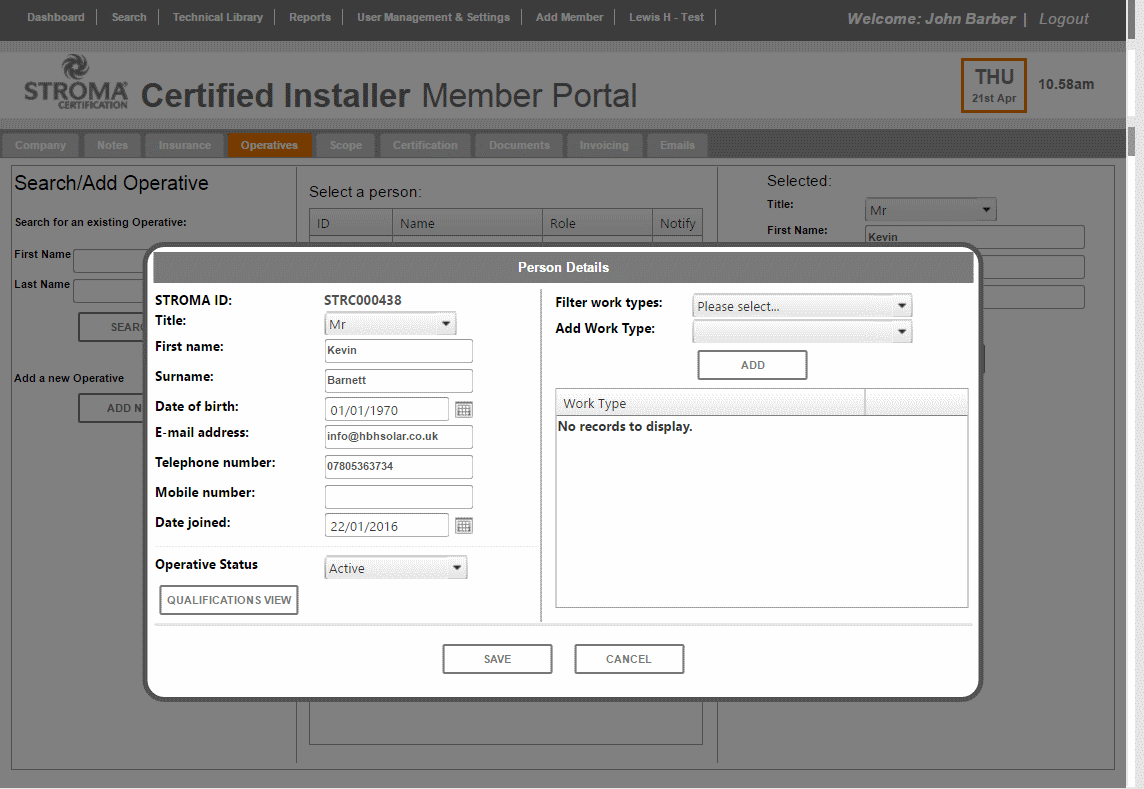 Dashboard Search Technical Library Reports User Management & Settings Add Member Lewis H - Test Welcome: John Barber | Logout
STROMA
CERTIFICATION
Certified Installer Member Portal
THU
21st Apr
10.58am
Company Notes Insurance Operatives Scope Certification Documents Invoicing Emails
Search/Add Operative
Search for an existing Operative:
First Name
Last Name
SEARC
Add a new Operative
ADD N
Select a person:
ID Name Role Notify
Selected:
Title: Mr
First Name: Kevin
Person Details
STROMA ID: STRC000438
Title: Mr
First name: Kevin
Surname: Barnett
Date of birth: 01/01/1970
E-mail address: info@hbhsolar.co.uk
Telephone number: 07805363734
Mobile number:
Date joined: 22/01/2016
Operative Status Active
QUALIFICATIONS VIEW
Filter work types: Please select...
Add Work Type:
ADD
Work Type
No records to display.
SAVE CANCEL